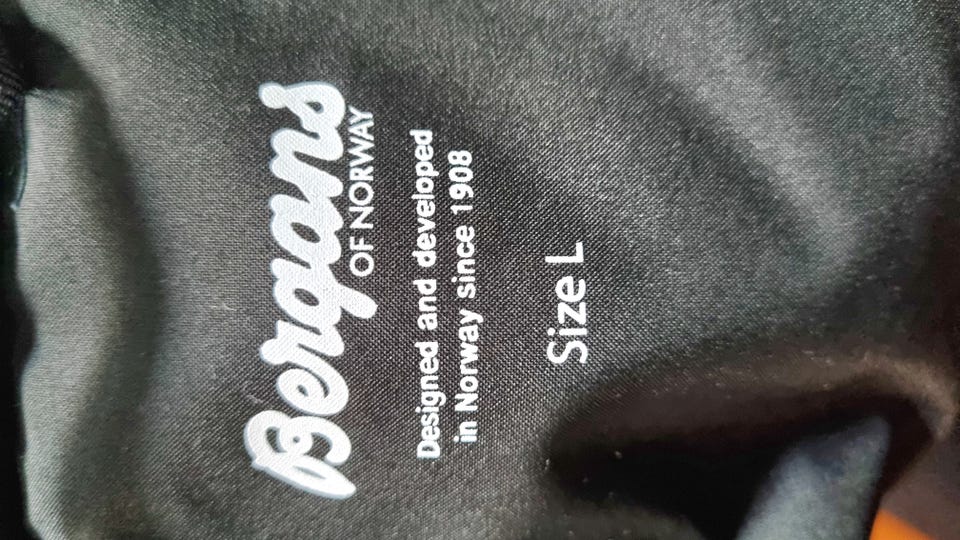 Bergans
OF NORWAY
Designed and developed
in Norway since 1908
Size L